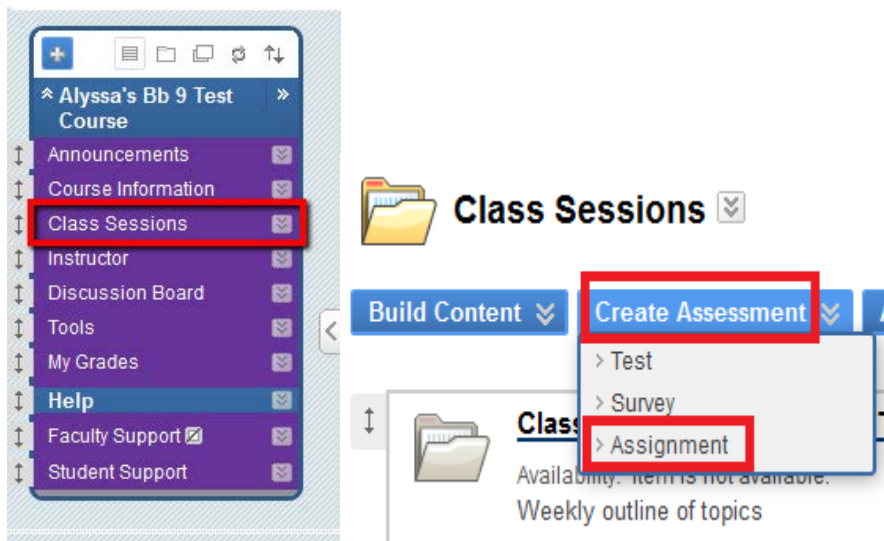 Alyssa's Bb 9 Test
Course
Announcements
Course Information
Class Sessions
Instructor
Discussion Board
Tools
My Grades
Help
Faculty Support
Student Support
Class Sessions
Build Content
Create Assessment
Test
Survey
Assignment
Availability: Item is not available.
Weekly outline of topics